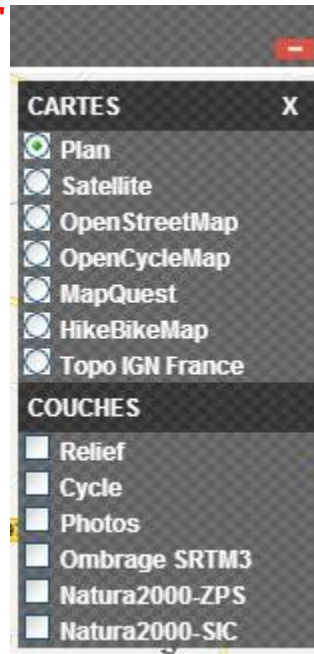 CARTES X
Plan
Satellite
OpenStreetMap
OpenCycleMap
MapQuest
HikeBikeMap
Topo IGN France
COUCHES
Relief
Cycle
Photos
Ombrage SRTM3
Natura2000-ZPS
Natura2000-SIC